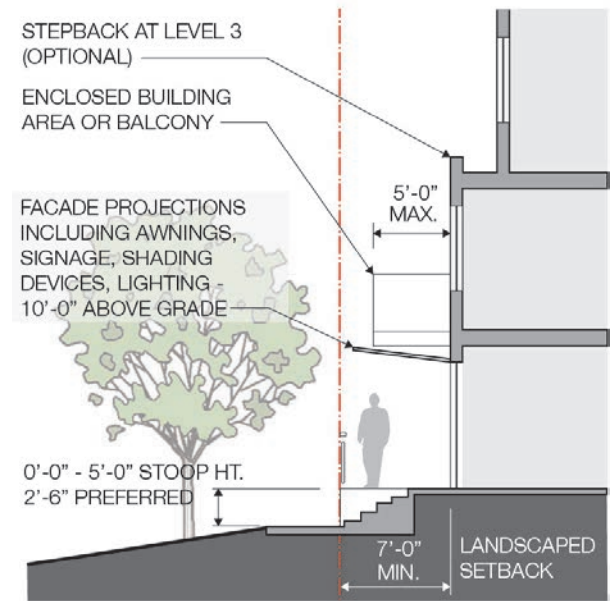 STEPBACK AT LEVEL 3
(OPTIONAL)
ENCLOSED BUILDING
AREA OR BALCONY
5'-0"
MAX.
FACADE PROJECTIONS
INCLUDING AWNINGS,
SIGNAGE, SHADING
DEVICES, LIGHTING -
10'-0" ABOVE GRADE
0'-0" - 5'-0" STOOP HT.
2'-6" PREFERRED
7'-0"
MIN.
LANDSCAPED
SETBACK